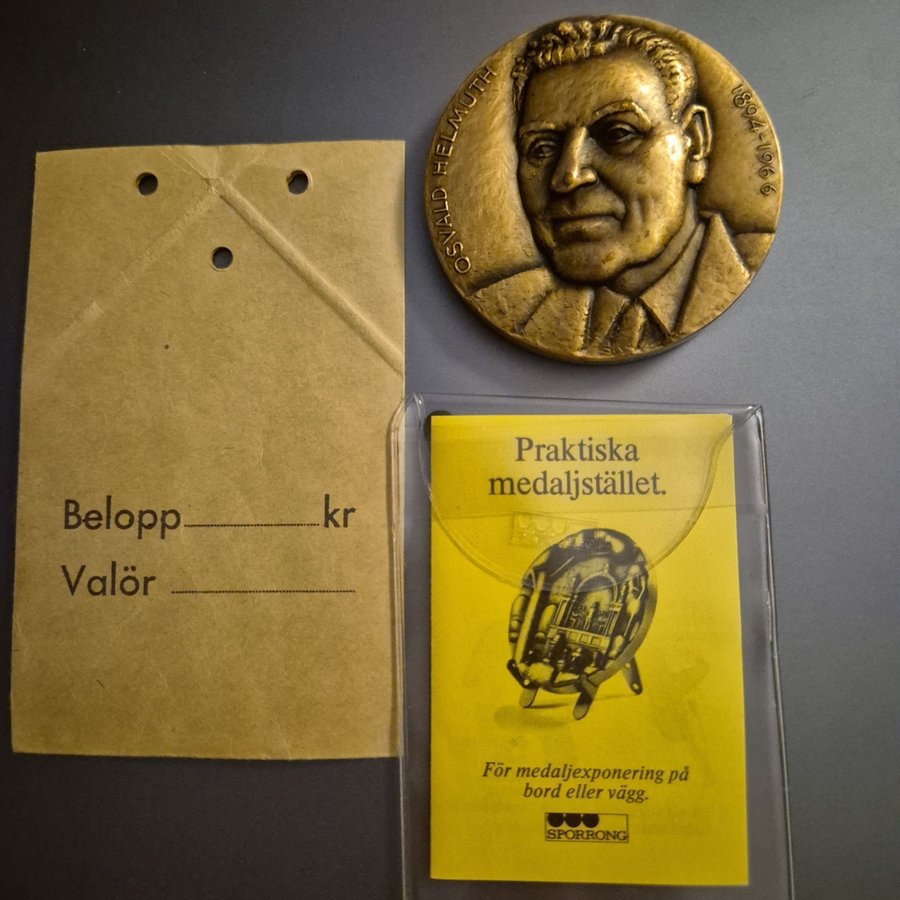 OSVALD HELMUTH
1894-1966
Belopp....................kr
Valör ....................
Praktiska
medaljstället.
För medaljexponering på
bord eller vägg.
SPORRONG